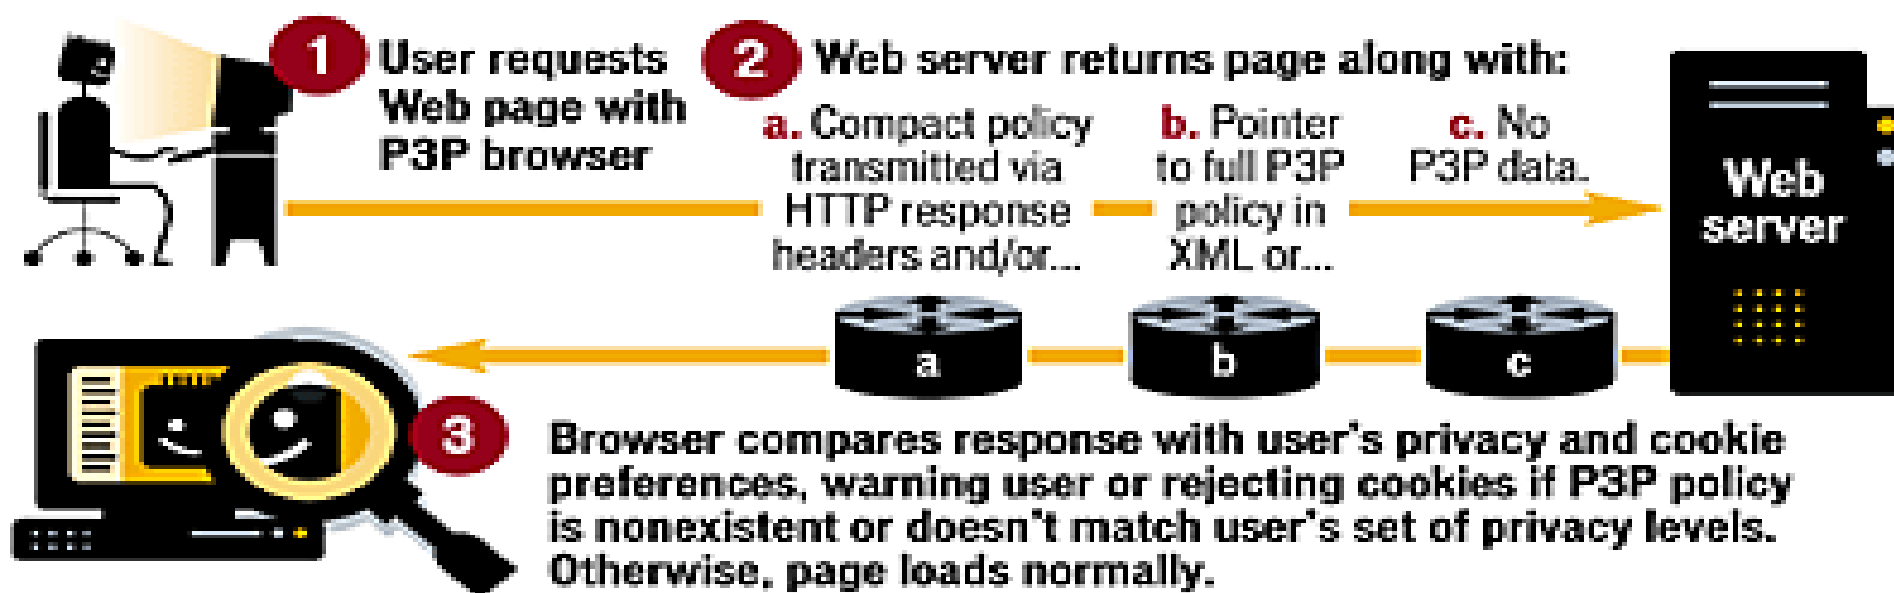 1
User requests
Web page with
P3P browser
2
Web server returns page along with:
a. Compact policy
transmitted via
HTTP response
headers and/or...
b. Pointer
to full P3P
policy in
XML or...
c. No
P3P data.
Web
server
a
b
c
3
Browser compares response with user's privacy and cookie
preferences, warning user or rejecting cookies if P3P policy
is nonexistent or doesn't match user's set of privacy levels.
Otherwise, page loads normally.